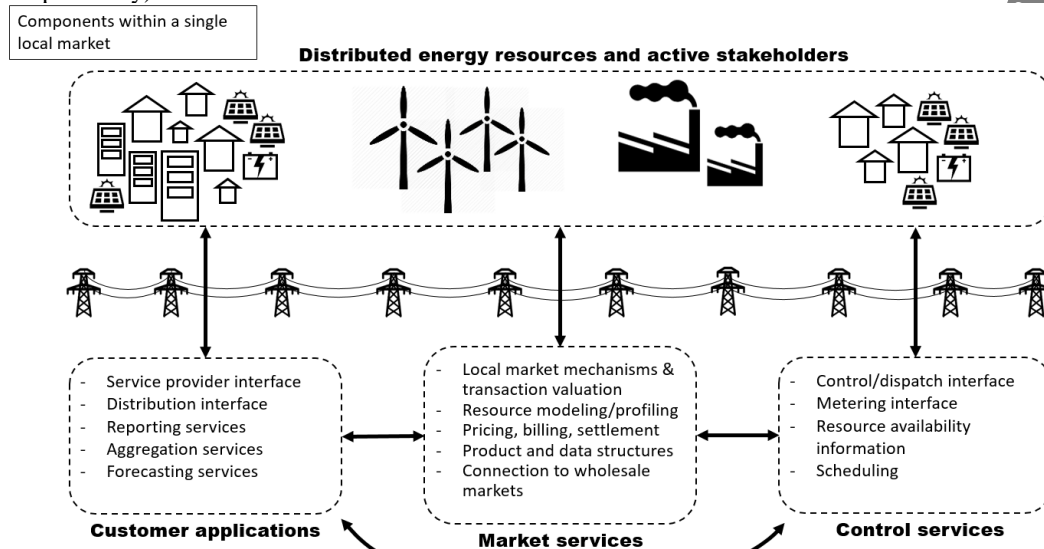 Components within a single
local market
Distributed energy resources and active stakeholders
- Service provider interface
- Distribution interface
- Reporting services
- Aggregation services
- Forecasting services
Customer applications
- Local market mechanisms &
transaction valuation
- Resource modeling/profiling
- Pricing, billing, settlement
- Product and data structures
- Connection to wholesale
markets
Market services
- Control/dispatch interface
- Metering interface
- Resource availability
information
- Scheduling
Control services